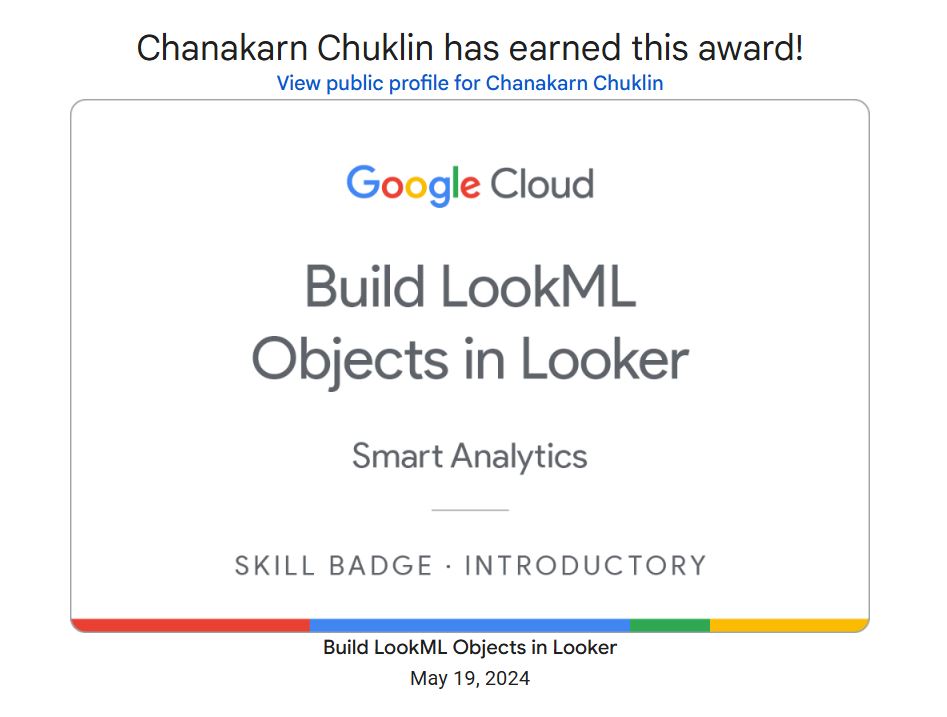 Chanakarn Chuklin has earned this award!
View public profile for Chanakarn Chuklin
Google Cloud
Build LookML
Objects in Looker
Smart Analytics
SKILL BADGE · INTRODUCTORY
Build LookML Objects in Looker
May 19, 2024